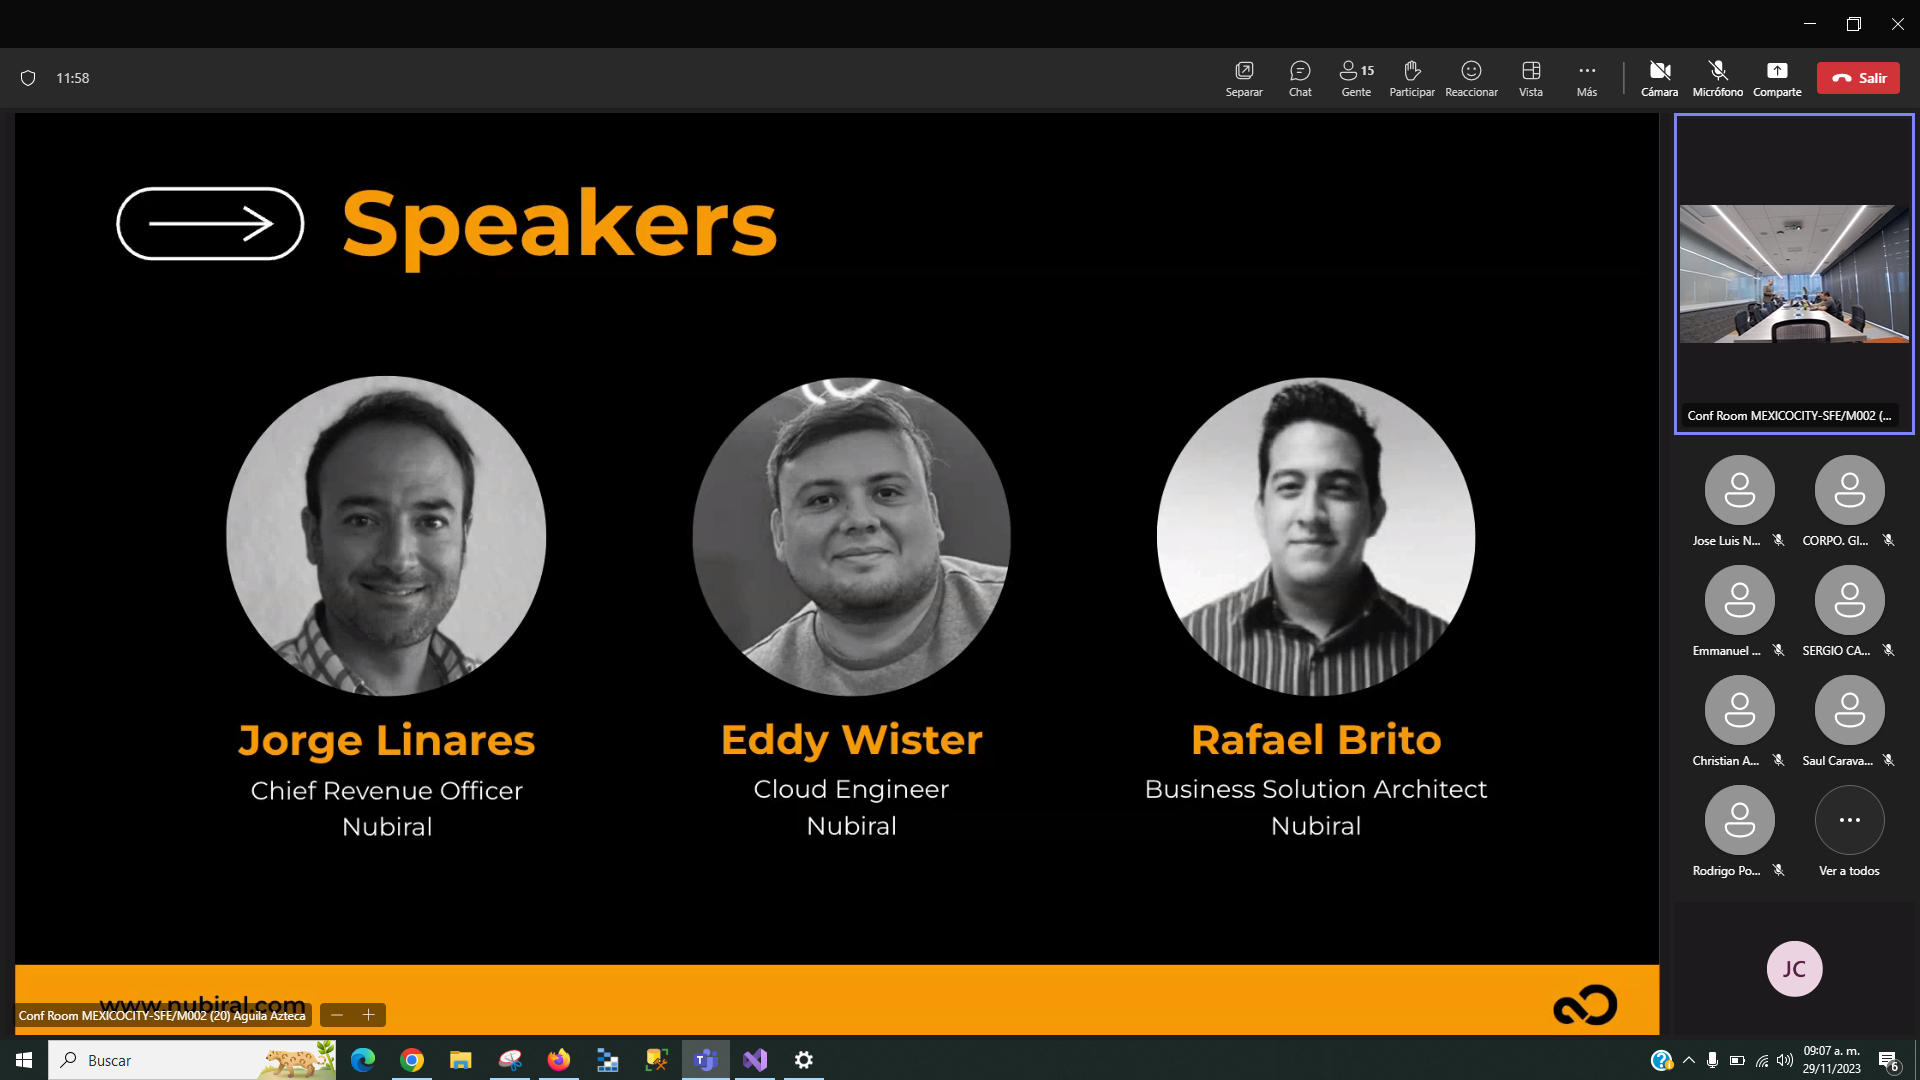 11:58
Separar
Chat
15
Gente
Participar
Reaccionar
Vista
Más
Cámara
Micrófono
Comparte
Salir
Speakers
Jorge Linares
Chief Revenue Officer
Nubiral
Eddy Wister
Cloud Engineer
Nubiral
Rafael Brito
Business Solution Architect
Nubiral
www.nubiral.com
Conf Room MEXICOCITY-SFE/M002 (20) Aguila Azteca
Conf Room MEXICOCITY-SFE/M002 (...
Jose Luis N...
CORPO. GI...
Emmanuel ...
SERGIO CA...
Christian A...
Saul Carava...
Rodrigo Po...
Ver a todos
JC
Buscar
09:07 a. m.
29/11/2023
6